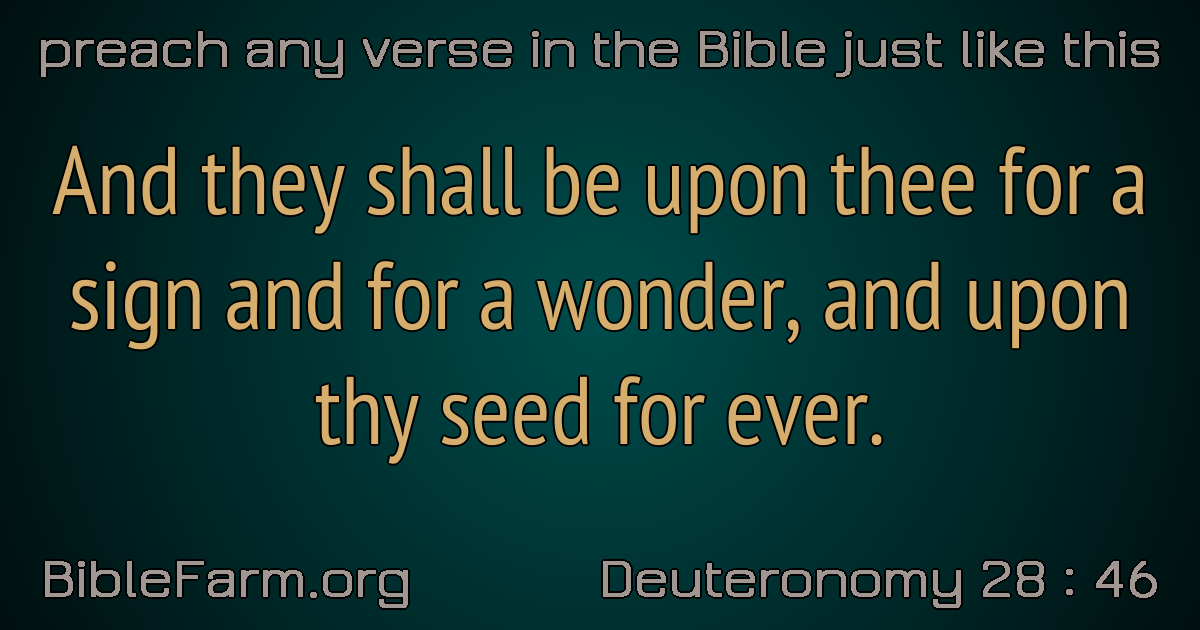 preach any verse in the Bible just like this
And they shall be upon thee for a
sign and for a wonder, and upon
thy seed for ever.
BibleFarm.org
Deuteronomy 28 : 46